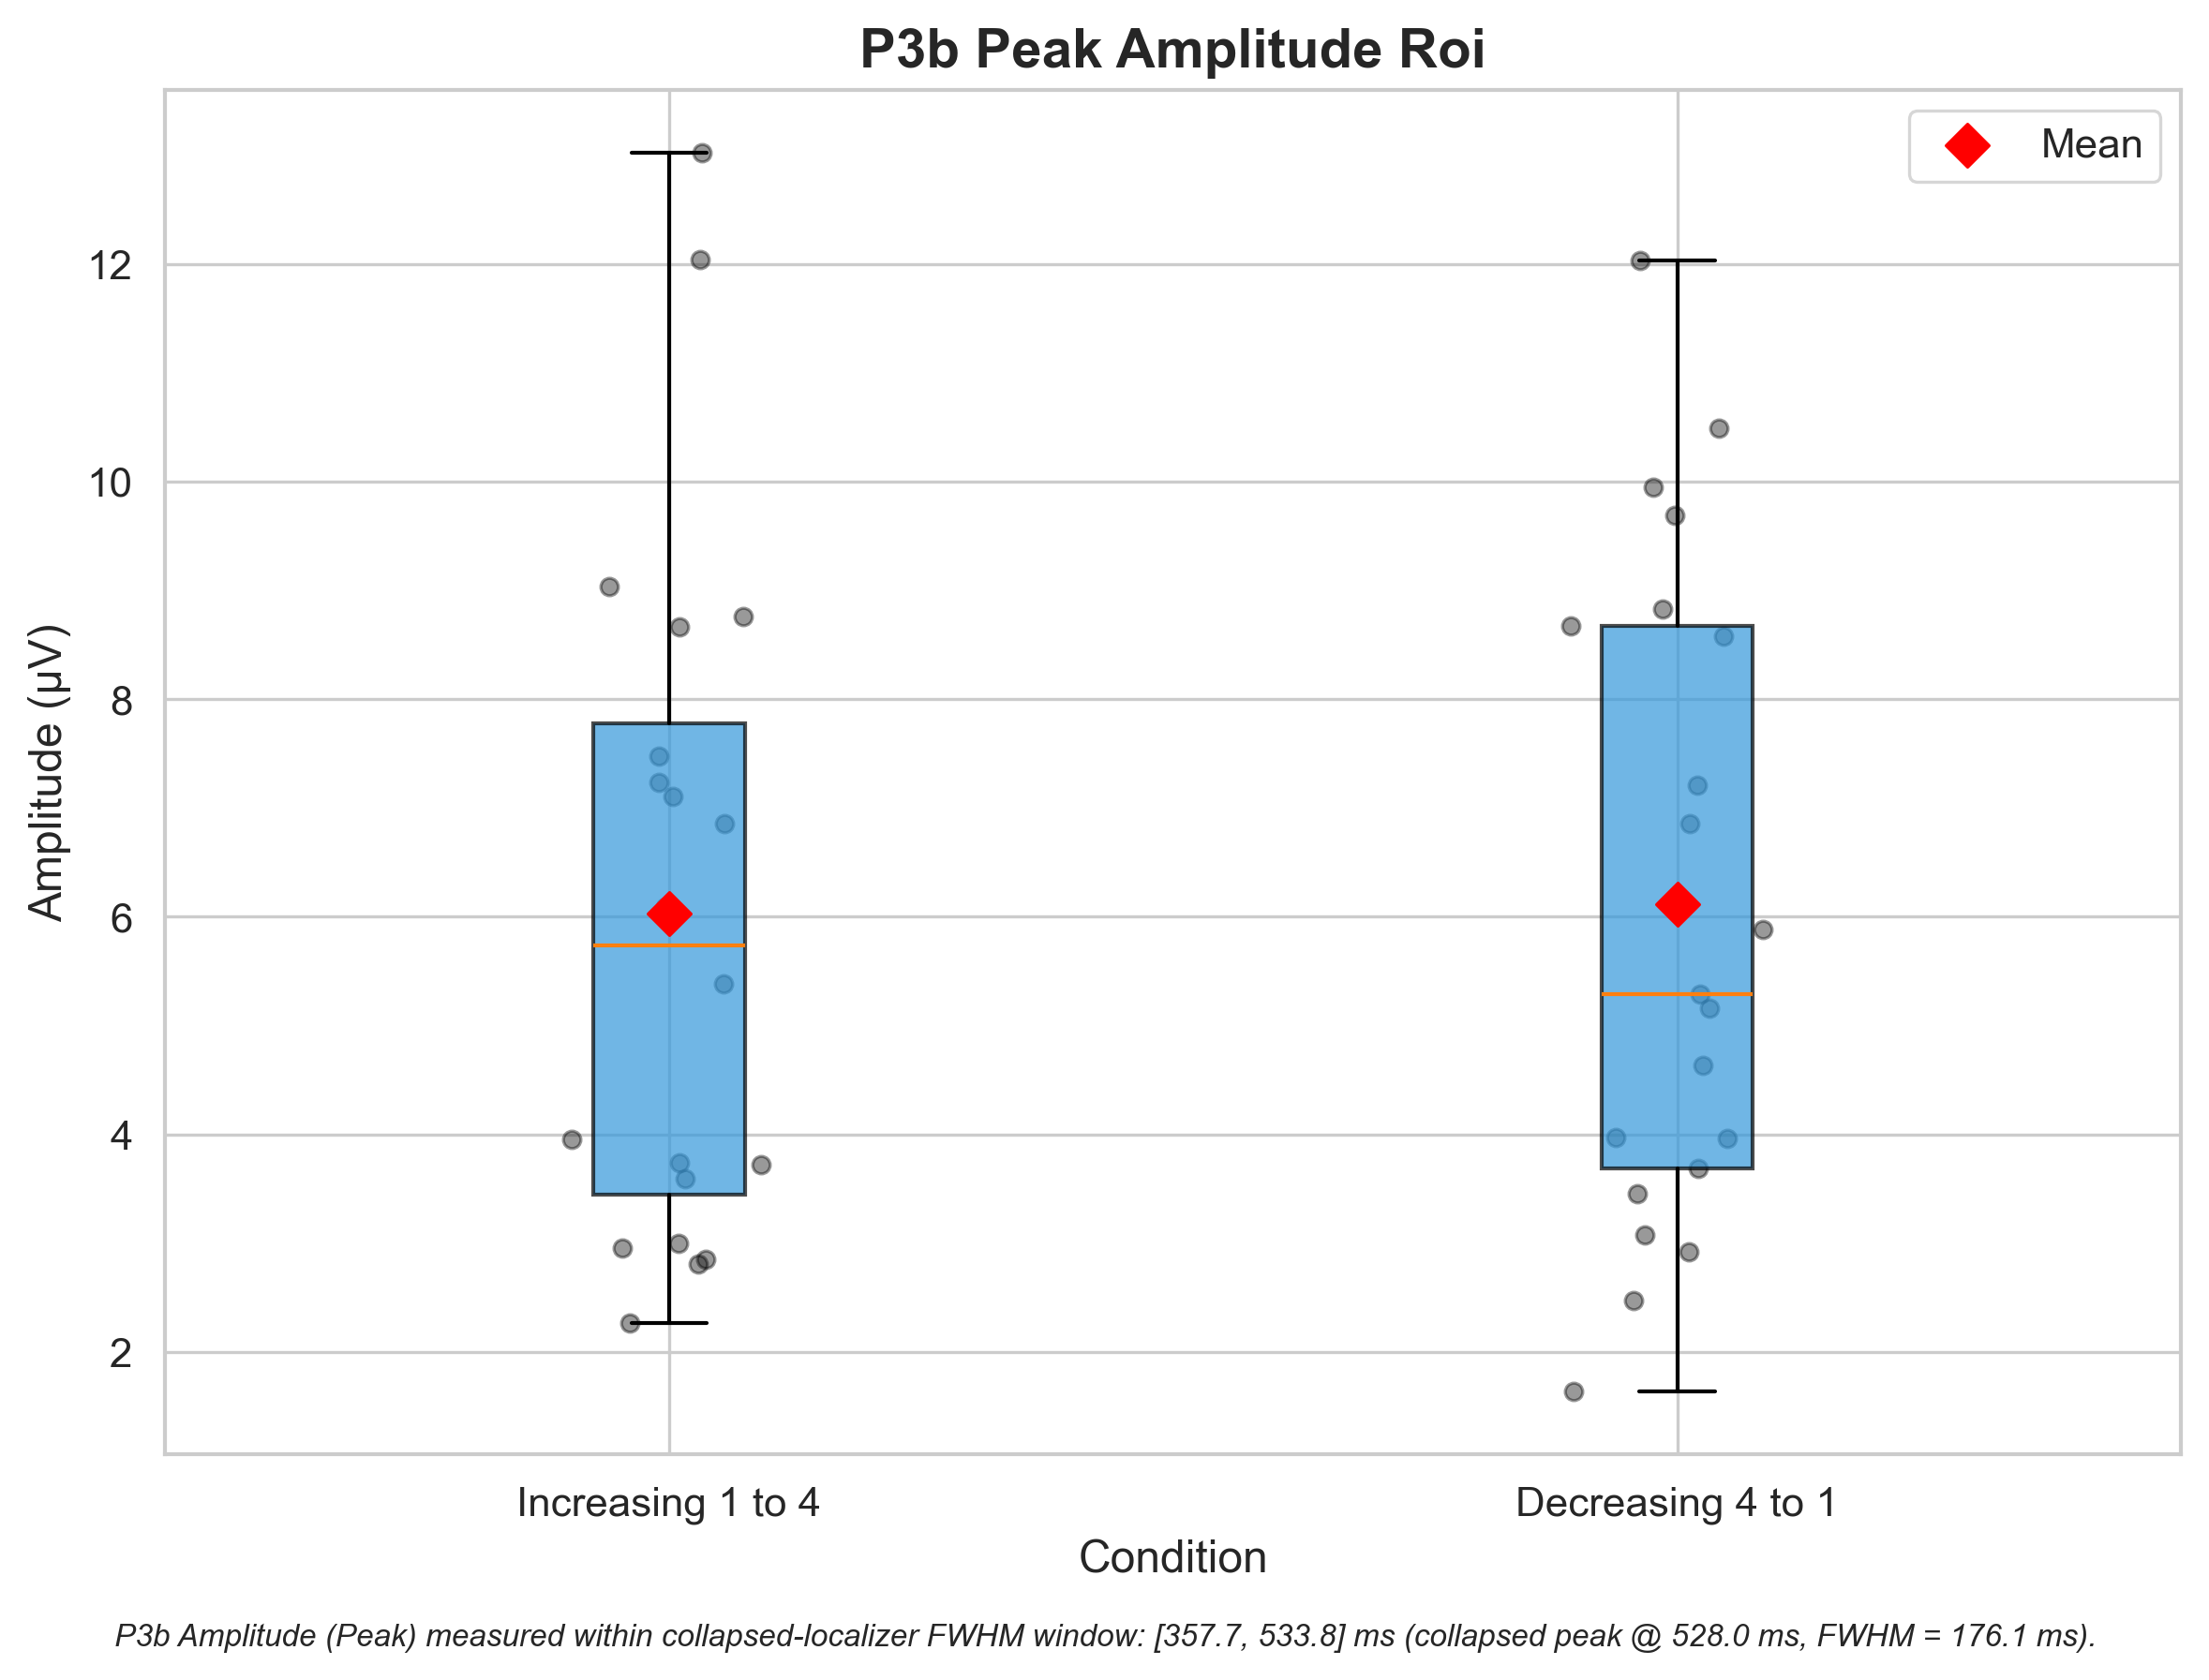 P3b Peak Amplitude Roi
Mean
12
10
8
6
4
2
Amplitude (μV)
Increasing 1 to 4
Decreasing 4 to 1
Condition
P3b Amplitude (Peak) measured within collapsed-localizer FWHM window: [357.7, 533.8] ms (collapsed peak @ 528.0 ms, FWHM = 176.1 ms).